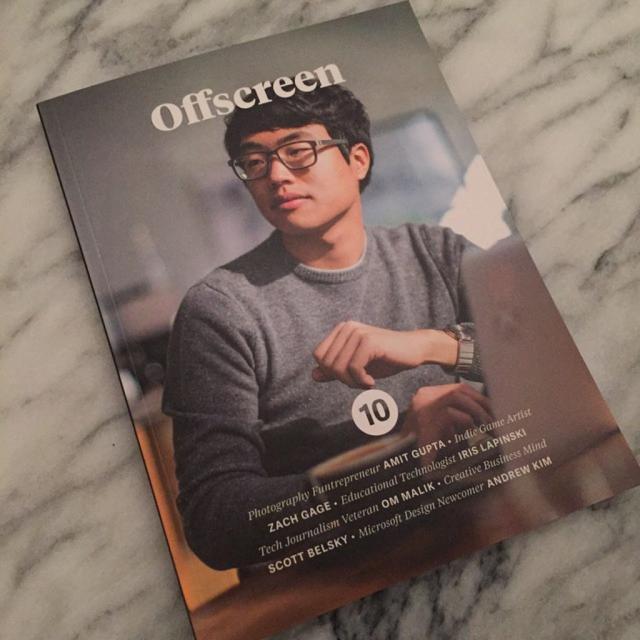 Offscreen
10
Photography Funtrepreneur AMIT GUPTA • Indie Game Artist
ZACH GAGE • Educational Technologist IRIS LAPINSKI
Tech Journalism Veteran OM MALIK • Creative Business Mind
SCOTT BELSKY • Microsoft Design Newcomer ANDREW KIM